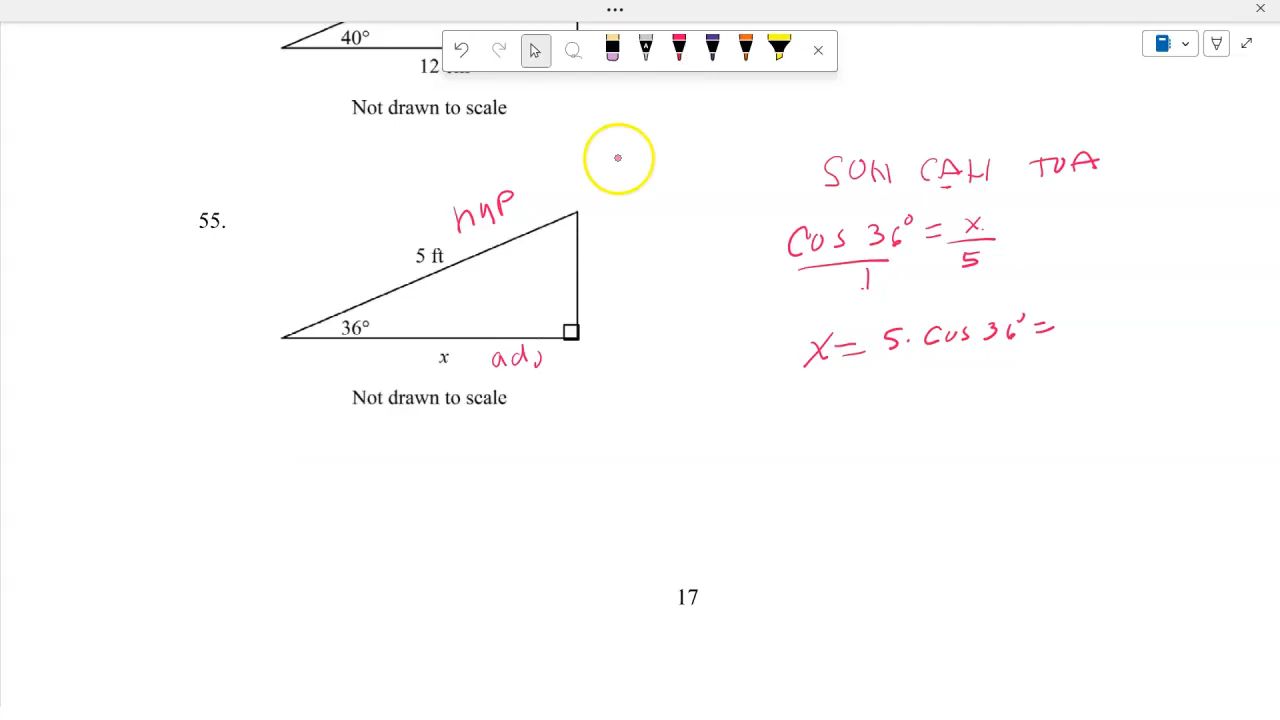 40°
12
Not drawn to scale
SOH CAH TOA
55.
hyp
5 ft
cos 36° = x
1 5
36°
x = 5. cos 36° =
x adj
Not drawn to scale
17